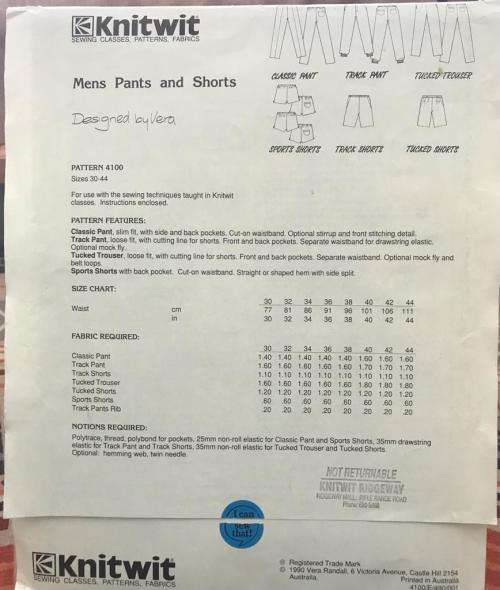 Knitwit
SEWING CLASSES, PATTERNS, FABRICS
CLASSIC PANT TRACK PANT TUCKED TROUSER
Mens Pants and Shorts
Designed by Vera
SPORTS SHORTS TRACK SHORTS TUCKED SHORTS
PATTERN 4100
Sizes 30-44
For use with the sewing techniques taught in Knitwit
classes. Instructions enclosed.
PATTERN FEATURES:
Classic Pant, slim fit, with side and back pockets. Cut-on waistband. Optional stirrup and front stitching detail.
Track Pant, loose fit, with cutting line for shorts. Front and back pockets. Separate waistband for drawstring elastic.
Optional mock fly.
Tucked Trouser, loose fit, with cutting line for shorts. Front and back pockets. Separate waistband. Optional mock fly and
belt loops.
Sports Shorts with back pocket. Cut-on waistband. Straight or shaped hem with side split.
SIZE CHART:
30 32 34 36 38 40 42 44
Waist cm 77 81 86 91 96 101 106 111
in 30 32 34 36 38 40 42 44
FABRIC REQUIRED:
30 32 34 36 38 40 42 44
Classic Pant 1.40 1.40 1.40 1.40 1.40 1.60 1.60 1.60
Track Pant 1.60 1.60 1.60 1.60 1.60 1.70 1.70 1.70
Track Shorts 1.10 1.10 1.10 1.10 1.10 1.10 1.10 1.10
Tucked Trouser 1.60 1.60 1.60 1.60 1.60 1.80 1.80 1.80
Tucked Shorts 1.20 1.20 1.20 1.20 1.20 1.20 1.20 1.20
Sports Shorts .60 .60 .60 .60 .60 .60 .60 .60
Track Pants Rib .20 .20 .20 .20 .20 .20 .20 .20
NOTIONS REQUIRED:
Polytrace, thread, polybond for pockets, 25mm non-roll elastic for Classic Pant and Sports Shorts, 35mm drawstring
elastic for Track Pant and Track Shorts, 35mm non-roll elastic for Tucked Trouser and Tucked Shorts.
Optional: hemming web, twin needle.
NOT RETURNABLE
KNITWIT RIDGEWAY
RIDGEWAY MALL, RIFLE RANGE ROAD
Phone:
I can
sew
that!
Knitwit
SEWING CLASSES, PATTERNS, FABRICS
® Registered Trade Mark
© 1990 Vera Randall, 6 Victoria Avenue, Castle Hill 2154
Australia. Printed in Australia